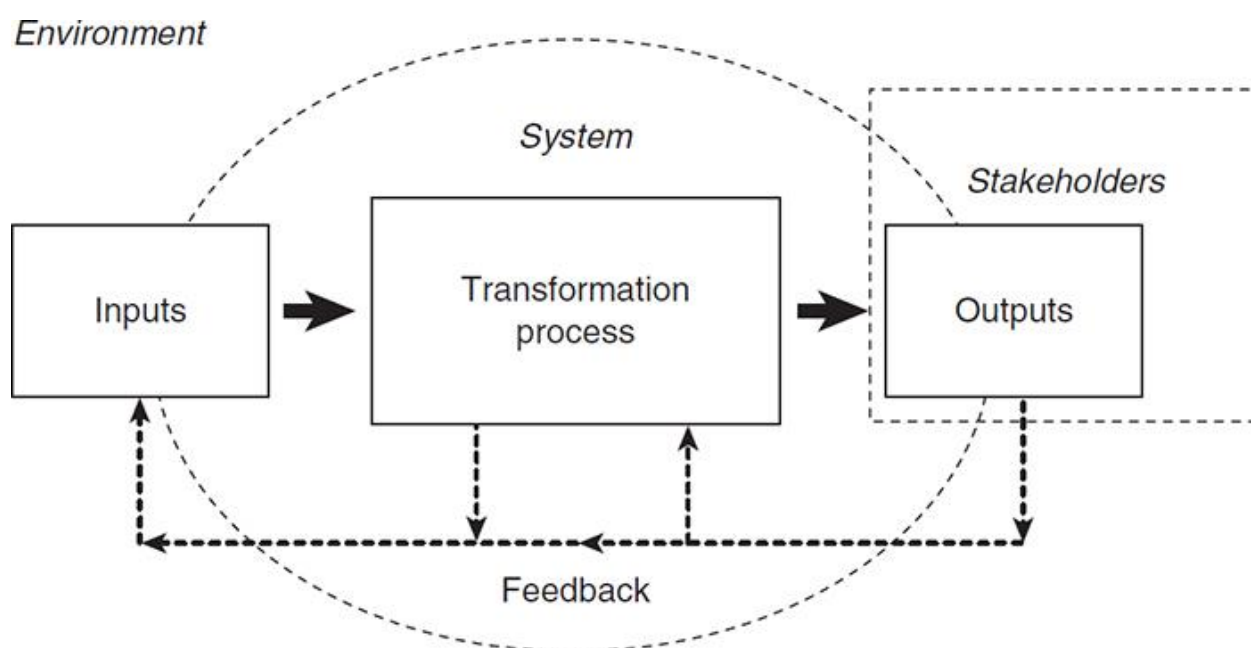 Environment
System
Stakeholders
Inputs
Transformation
process
Outputs
Feedback